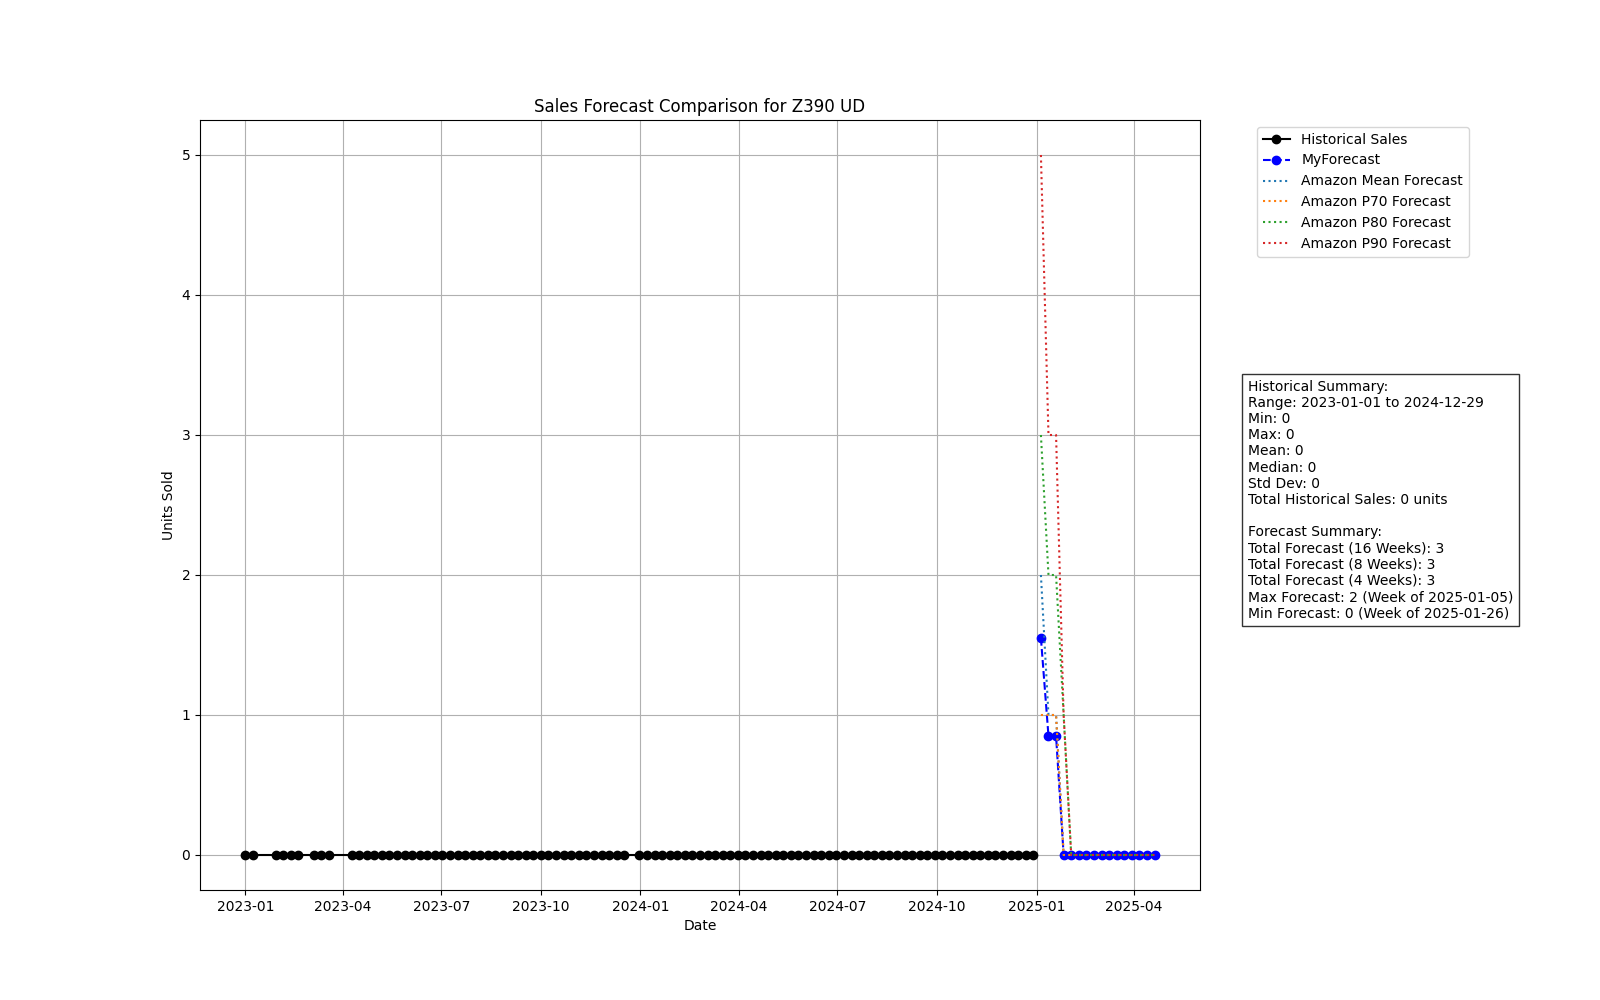 Sales Forecast Comparison for Z390 UD
5
4
3
2
1
0
Units Sold
2023-01 2023-04 2023-07 2023-10 2024-01 2024-04 2024-07 2024-10 2025-01 2025-04
Date
Historical Sales
MyForecast
Amazon Mean Forecast
Amazon P70 Forecast
Amazon P80 Forecast
Amazon P90 Forecast
Historical Summary:
Range: 2023-01-01 to 2024-12-29
Min: 0
Max: 0
Mean: 0
Median: 0
Std Dev: 0
Total Historical Sales: 0 units
Forecast Summary:
Total Forecast (16 Weeks): 3
Total Forecast (8 Weeks): 3
Total Forecast (4 Weeks): 3
Max Forecast: 2 (Week of 2025-01-05)
Min Forecast: 0 (Week of 2025-01-26)